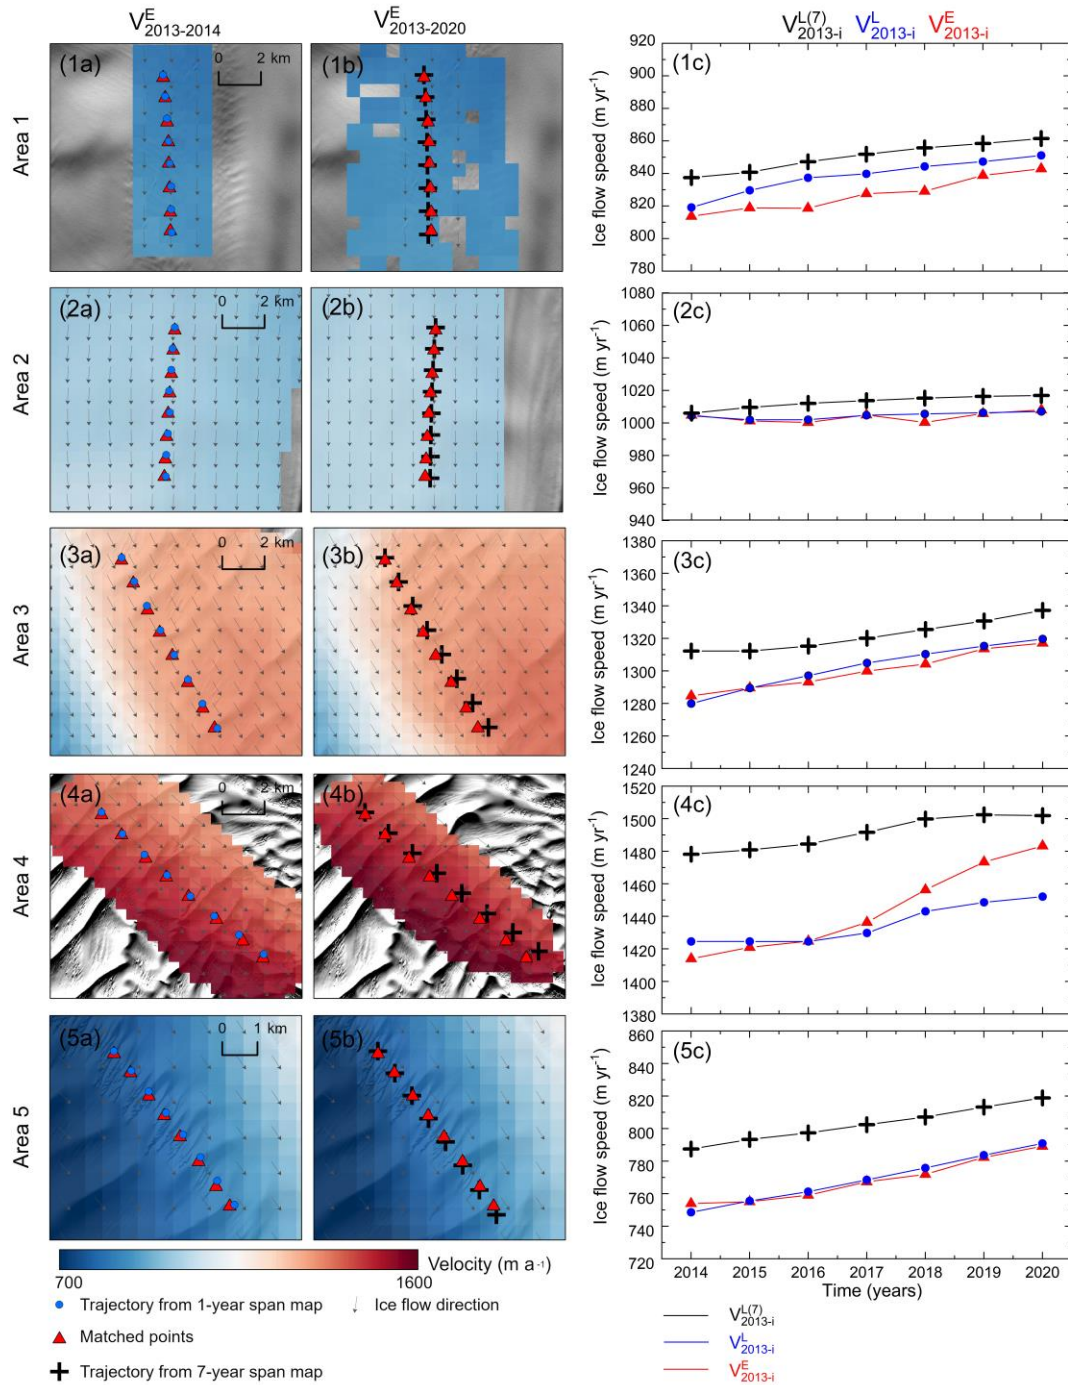 V^E_2013-2014 V^E_2013-2020 V^L(7)_2013-i V^L_2013-i V^E_2013-i
Area 1
(1a) 0 2 km
(1b)
(1c)
Ice flow speed (m yr-1)
920
900
880
860
840
820
800
780
Area 2
(2a) 0 2 km
(2b)
(2c)
Ice flow speed (m yr-1)
1080
1060
1040
1020
1000
980
960
940
Area 3
(3a) 0 2 km
(3b)
(3c)
Ice flow speed (m yr-1)
1380
1360
1340
1320
1300
1280
1260
1240
Area 4
(4a) 0 2 km
(4b)
(4c)
Ice flow speed (m yr-1)
1520
1500
1480
1460
1440
1420
1400
1380
Area 5
(5a) 0 1 km
(5b)
(5c)
Ice flow speed (m yr-1)
860
840
820
800
780
760
740
720
2014 2015 2016 2017 2018 2019 2020
Time (years)
700 1600 Velocity (m a-1)
Trajectory from 1-year span map
Ice flow direction
Matched points
Trajectory from 7-year span map
V^L(7)_2013-i
V^L_2013-i
V^E_2013-i